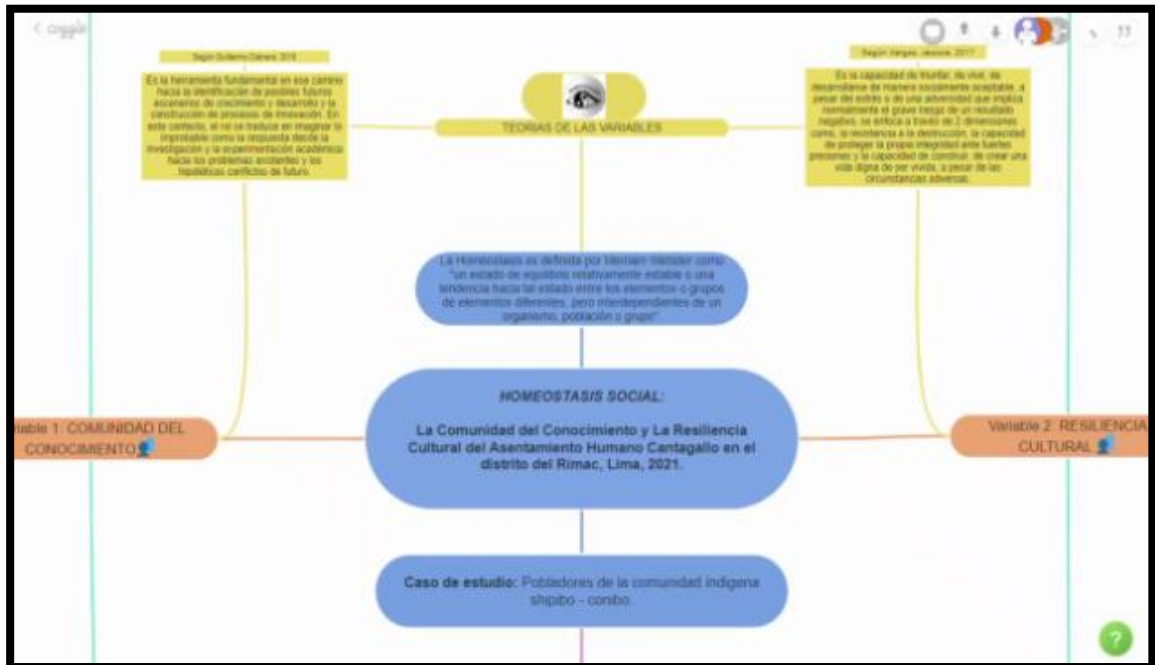 coggle
Según Guillermo Cabrera, 2018
Es la herramienta fundamental en ese camino
hacia la identificación de posibles futuros
escenarios de crecimiento y desarrollo y la
construcción de procesos de innovación. En
este contexto, el rol se traduce en imaginar lo
improbable como la respuesta desde la
investigación y la experimentación académica
hacia los problemas existentes y los
hipotéticos conflictos de futuro.
TEORIAS DE LAS VARIABLES
Según Vargas, Jessica, 2017
Es la capacidad de triunfar, de vivir, de
desarrollarse de manera socialmente aceptable, a
pesar del estrés o de una adversidad que implica
normalmente el grave riesgo de un resultado
negativo, se enfoca a través de 2 dimensiones
como, la resistencia a la destrucción, la capacidad
de proteger la propia integridad ante fuertes
presiones y la capacidad de construir, de crear una
vida digna de ser vivida, a pesar de las
circunstancias adversas.
La Homeostasis es definida por Merriam Webster como
"un estado de equilibrio relativamente estable o una
tendencia hacia tal estado entre los elementos o grupos
de elementos diferentes, pero interdependientes de un
organismo, población o grupo"
HOMEOSTASIS SOCIAL:
La Comunidad del Conocimiento y La Resiliencia
Cultural del Asentamiento Humano Cantagallo en el
distrito del Rimac, Lima, 2021.
riable 1: COMUNIDAD DEL
CONOCIMIENTO
Variable 2: RESILIENCIA
CULTURAL
Caso de estudio: Pobladores de la comunidad indigena
shipibo - conibo.
?